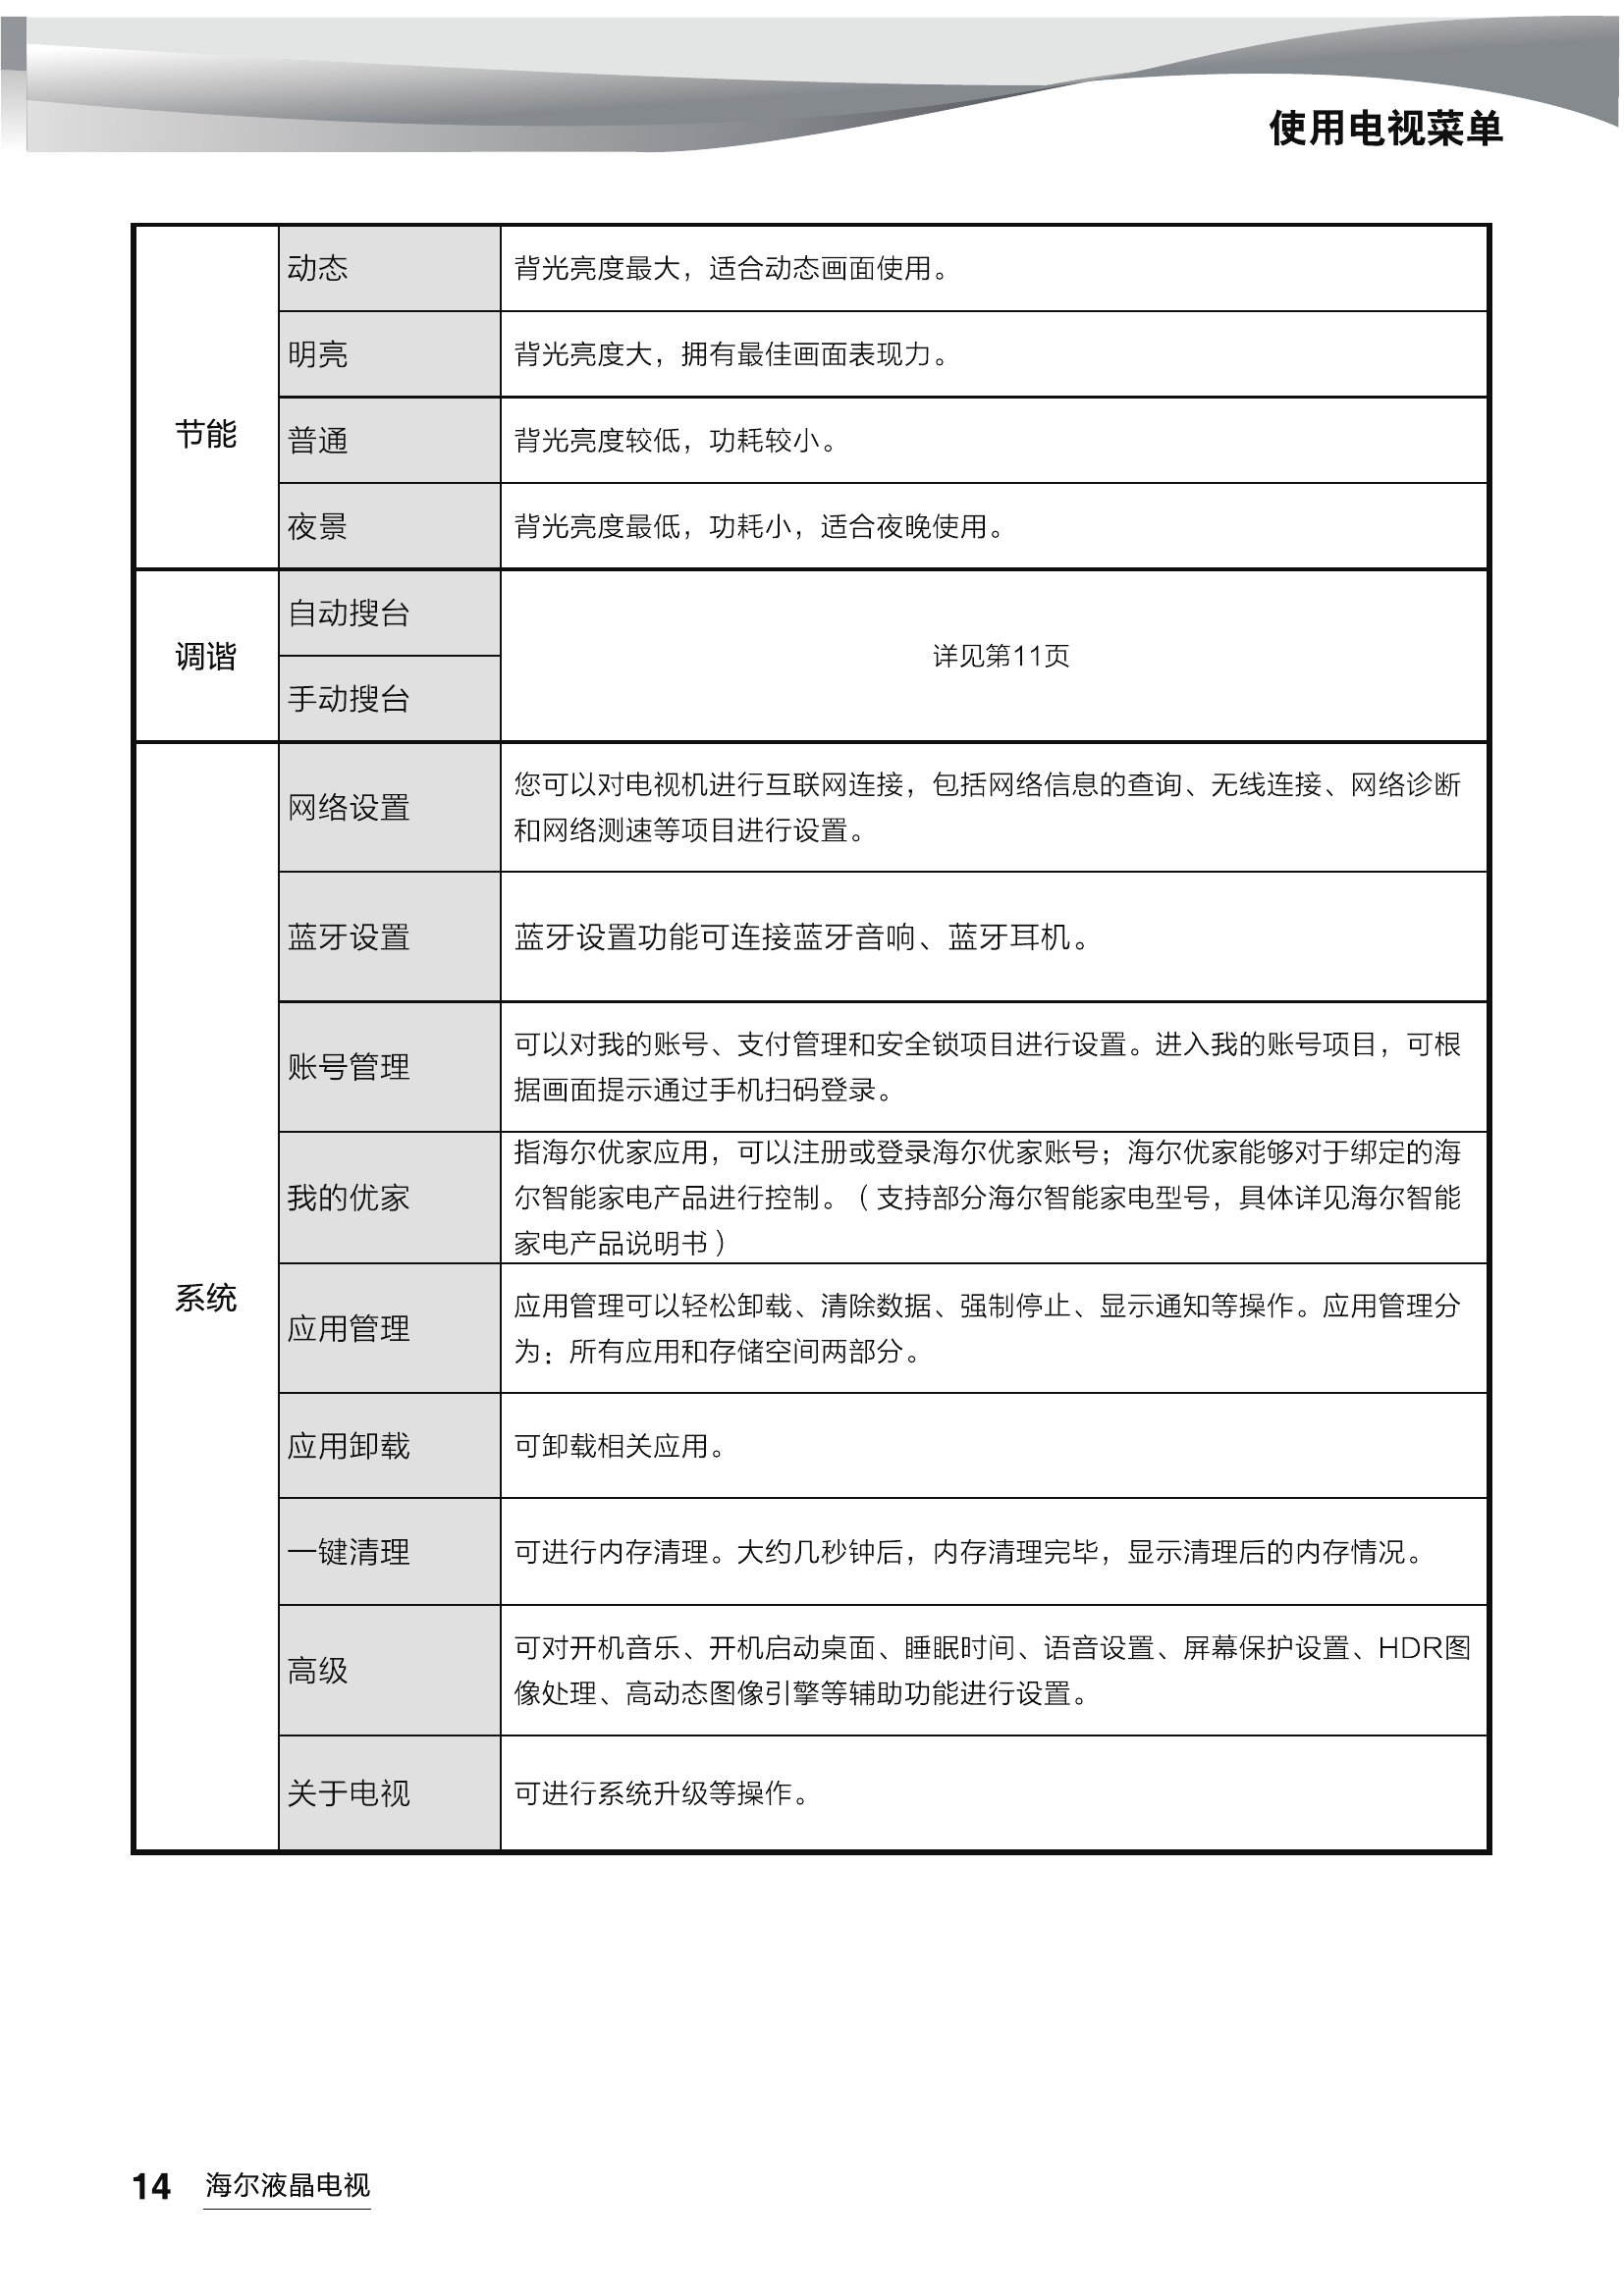 使用电视菜单
节能
动态
背光亮度最大，适合动态画面使用。
明亮
背光亮度大，拥有最佳画面表现力。
普通
背光亮度较低，功耗较小。
夜景
背光亮度最低，功耗小，适合夜晚使用。
调谐
自动搜台
手动搜台
详见第11页
系统
网络设置
您可以对电视机进行互联网连接，包括网络信息的查询、无线连接、网络诊断
和网络测速等项目进行设置。
蓝牙设置
蓝牙设置功能可连接蓝牙音响、蓝牙耳机。
账号管理
可以对我的账号、支付管理和安全锁项目进行设置。进入我的账号项目，可根
据画面提示通过手机扫码登录。
我的优家
指海尔优家应用，可以注册或登录海尔优家账号；海尔优家能够对于绑定的海
尔智能家电产品进行控制。（支持部分海尔智能家电型号，具体详见海尔智能
家电产品说明书）
应用管理
应用管理可以轻松卸载、清除数据、强制停止、显示通知等操作。应用管理分
为：所有应用和存储空间两部分。
应用卸载
可卸载相关应用。
一键清理
可进行内存清理。大约几秒钟后，内存清理完毕，显示清理后的内存情况。
高级
可对开机音乐、开机启动桌面、睡眠时间、语音设置、屏幕保护设置、HDR图
像处理、高动态图像引擎等辅助功能进行设置。
关于电视
可进行系统升级等操作。
14 海尔液晶电视